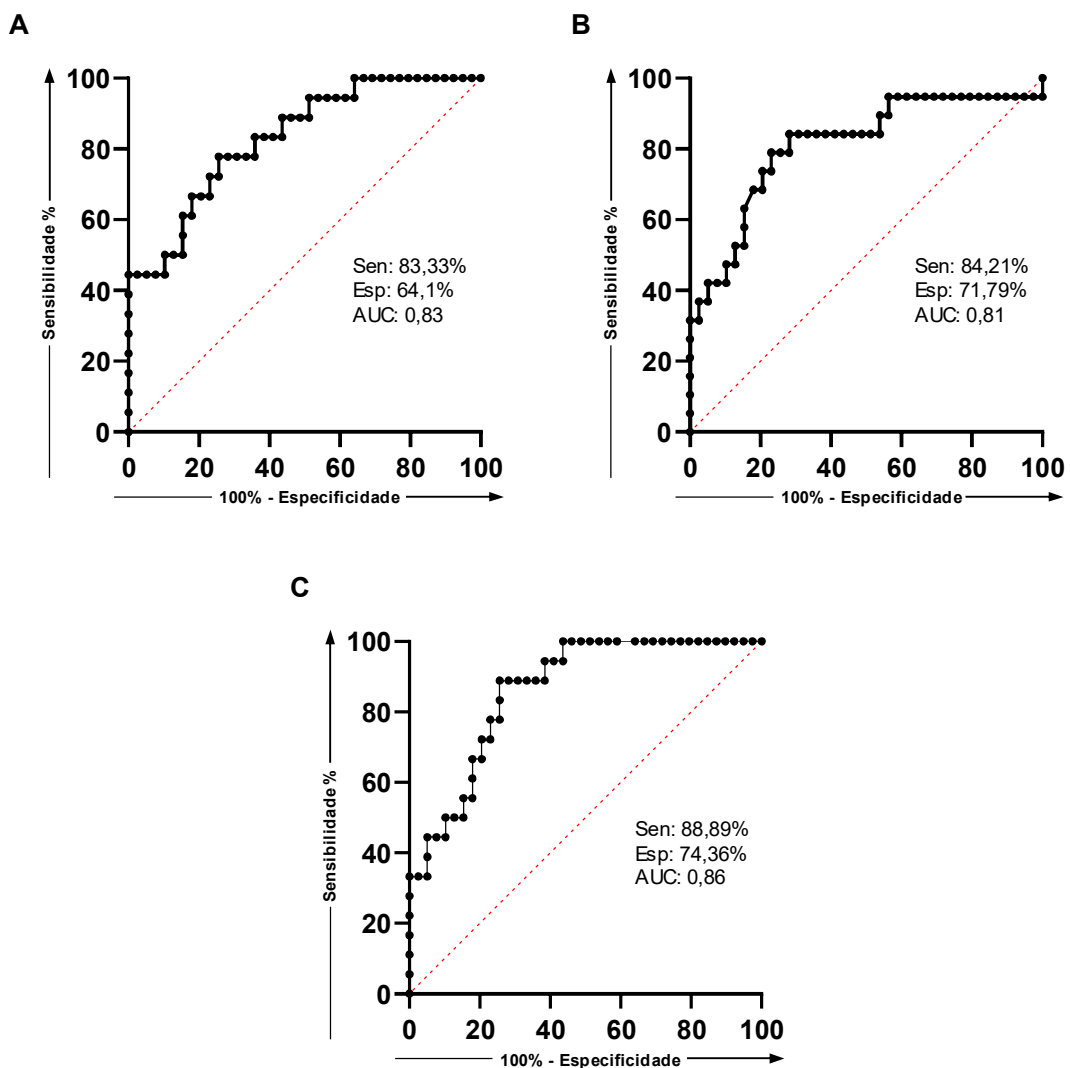 A
Sensibilidade %
100
80
60
40
20
0
0 20 40 60 80 100
100% - Especificidade
Sen: 83,33%
Esp: 64,1%
AUC: 0,83
B
Sensibilidade %
100
80
60
40
20
0
0 20 40 60 80 100
100% - Especificidade
Sen: 84,21%
Esp: 71,79%
AUC: 0,81
C
Sensibilidade %
100
80
60
40
20
0
0 20 40 60 80 100
100% - Especificidade
Sen: 88,89%
Esp: 74,36%
AUC: 0,86